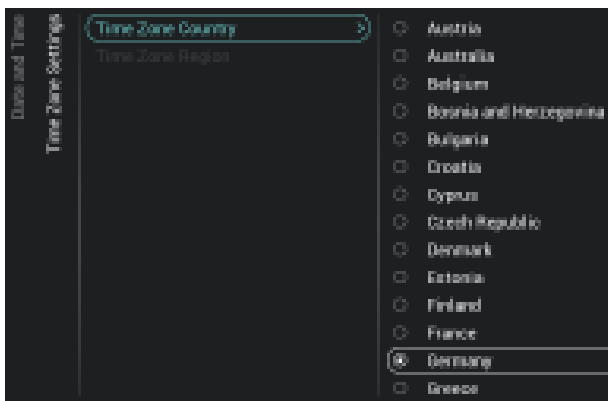 Date and Time
Time Zone Settings
Time Zone Country
Time Zone Region
Austria
Australia
Belgium
Bosnia and Herzegovina
Bulgaria
Croatia
Cyprus
Czech Republic
Denmark
Estonia
Finland
France
Germany
Greece